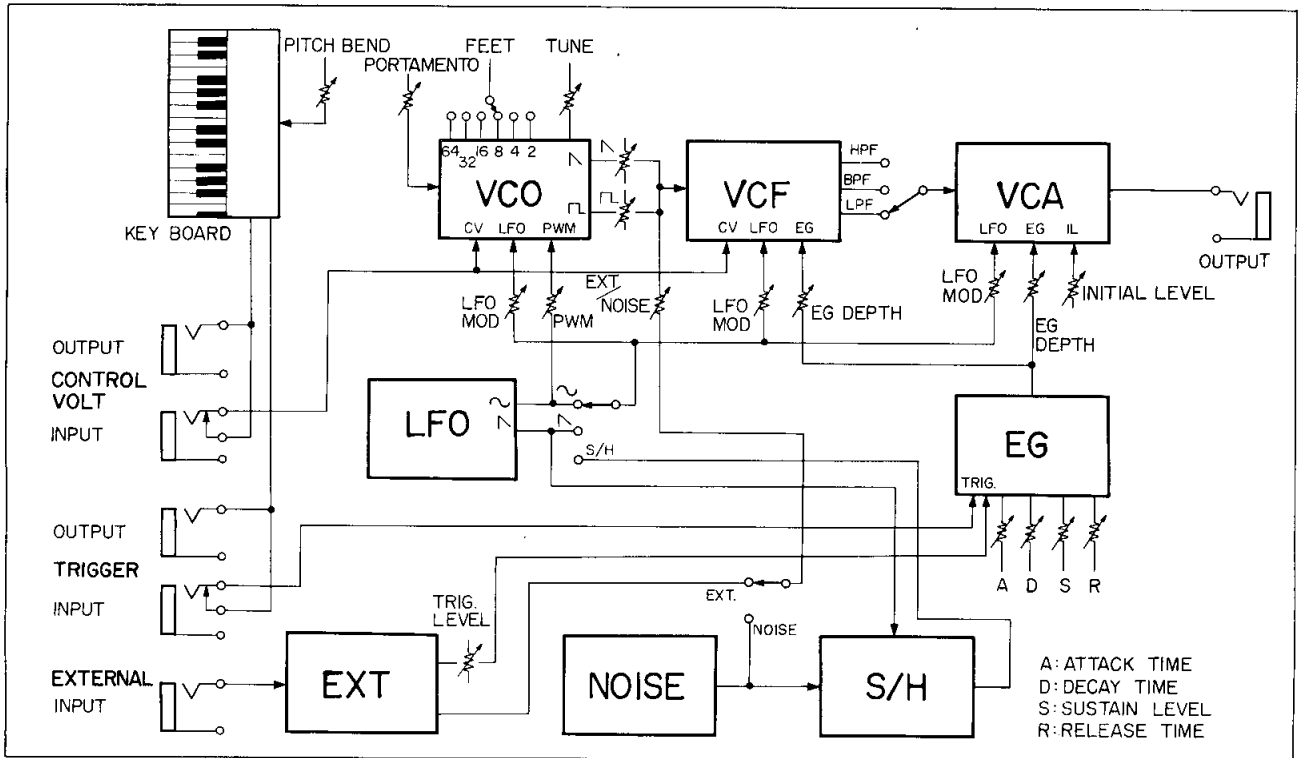 PITCH BEND
PORTAMENTO
FEET
TUNE
64
32
16
8
4
2
VCO
CV
LFO
PWM
KEY BOARD
VCF
CV
LFO
EG
HPF
BPF
LPF
VCA
LFO
EG
IL
OUTPUT
LFO
MOD
PWM
EXT
/
NOISE
LFO
MOD
EG DEPTH
LFO
MOD
INITIAL LEVEL
EG
DEPTH
OUTPUT
CONTROL
VOLT
INPUT
LFO
S/H
EG
TRIG.
A
D
S
R
OUTPUT
TRIGGER
INPUT
TRIG.
LEVEL
EXT.
NOISE
EXTERNAL
INPUT
EXT
NOISE
S/H
A: ATTACK TIME
D: DECAY TIME
S: SUSTAIN LEVEL
R: RELEASE TIME